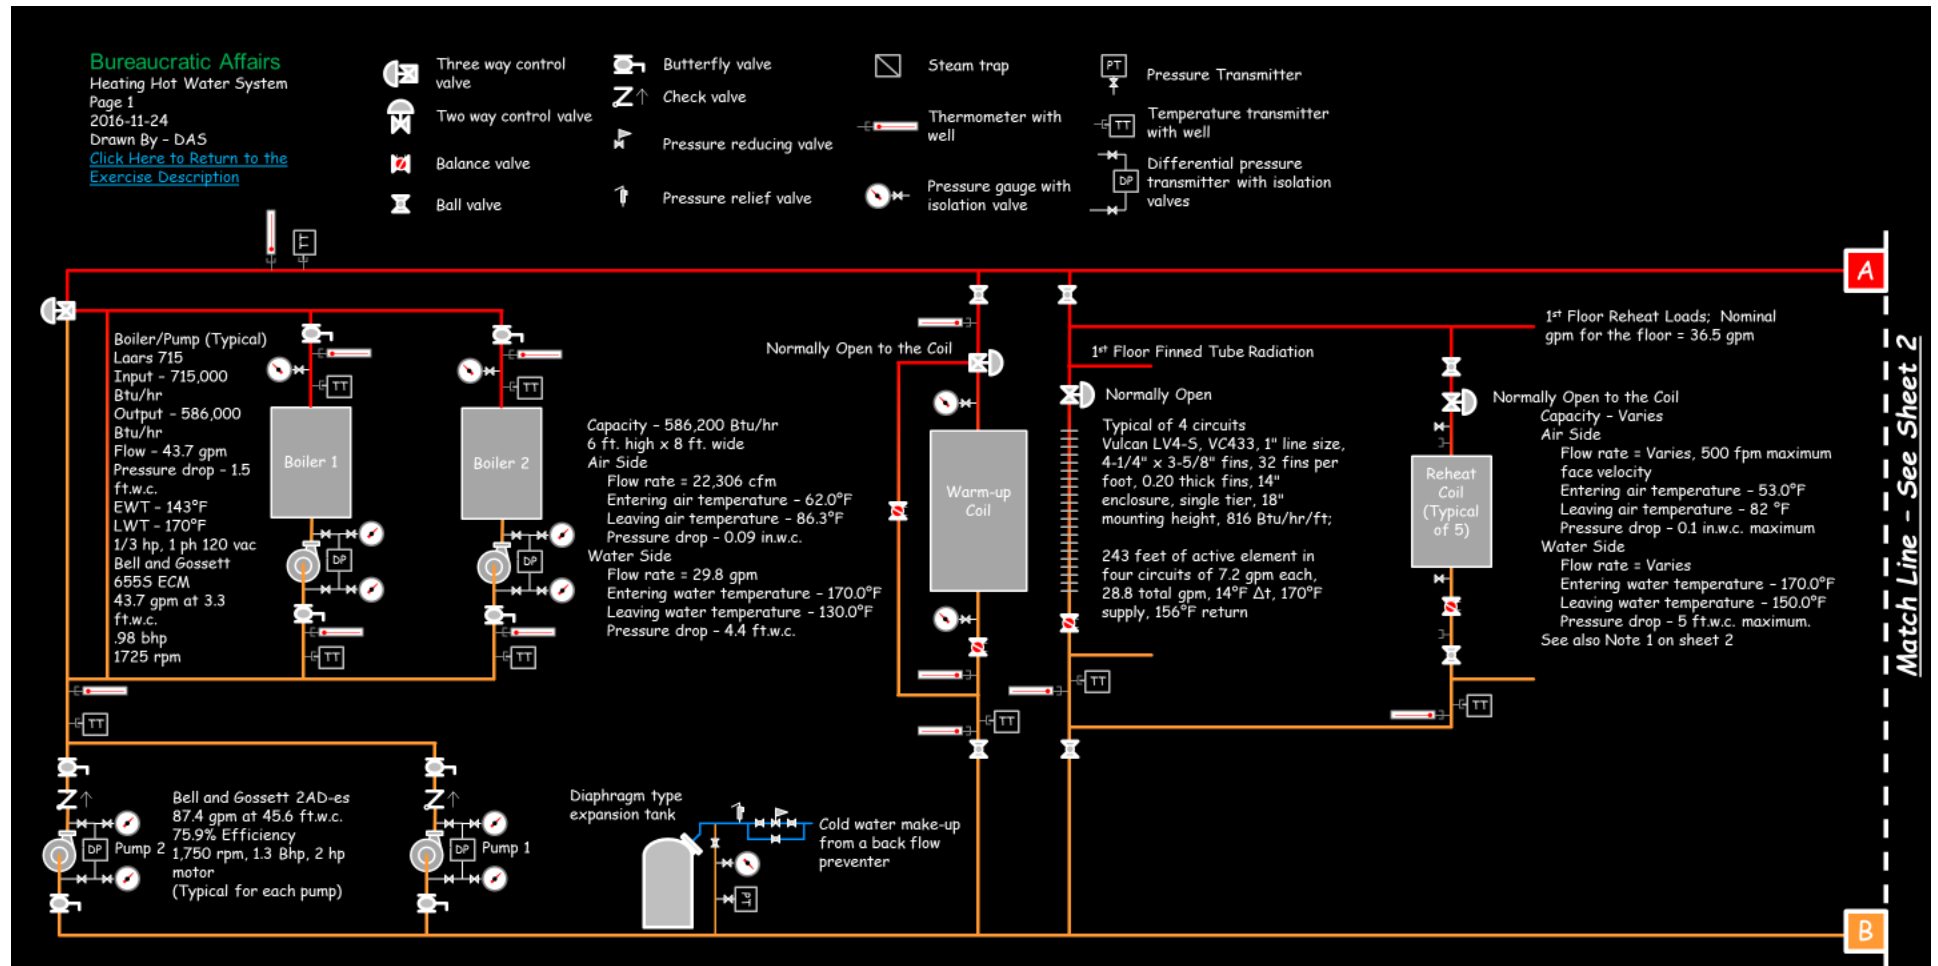 Bureaucratic Affairs
Heating Hot Water System
Page 1
2016-11-24
Drawn By – DAS
Click Here to Return to the
Exercise Description
Three way control
valve
Two way control valve
Balance valve
Ball valve
Butterfly valve
Check valve
Pressure reducing valve
Pressure relief valve
Steam trap
Thermometer with
well
Pressure gauge with
isolation valve
PT
Pressure Transmitter
TT
Temperature transmitter
with well
DP
Differential pressure
transmitter with isolation
valves
TT
A
Match Line – See Sheet 2
Boiler/Pump (Typical)
Laars 715
Input – 715,000
Btu/hr
Output – 586,000
Btu/hr
Flow – 43.7 gpm
Pressure drop – 1.5
ft.w.c.
EWT – 143°F
LWT – 170°F
1/3 hp, 1 ph 120 vac
Bell and Gossett
655S ECM
43.7 gpm at 3.3
ft.w.c.
.98 bhp
1725 rpm
TT
Boiler 1
DP
TT
TT
Boiler 2
DP
TT
Capacity – 586,200 Btu/hr
6 ft. high x 8 ft. wide
Air Side
Flow rate = 22,306 cfm
Entering air temperature – 62.0°F
Leaving air temperature – 86.3°F
Pressure drop – 0.09 in.w.c.
Water Side
Flow rate = 29.8 gpm
Entering water temperature – 170.0°F
Leaving water temperature – 130.0°F
Pressure drop – 4.4 ft.w.c.
Normally Open to the Coil
Warm-up
Coil
TT
1st Floor Finned Tube Radiation
Normally Open
Typical of 4 circuits
Vulcan LV4-S, VC433, 1" line size,
4-1/4" x 3-5/8" fins, 32 fins per
foot, 0.20 thick fins, 14"
enclosure, single tier, 18"
mounting height, 816 Btu/hr/ft;
243 feet of active element in
four circuits of 7.2 gpm each,
28.8 total gpm, 14°F Δt, 170°F
supply, 156°F return
TT
1st Floor Reheat Loads; Nominal
gpm for the floor = 36.5 gpm
Reheat
Coil
(Typical
of 5)
TT
Normally Open to the Coil
Capacity – Varies
Air Side
Flow rate = Varies, 500 fpm maximum
face velocity
Entering air temperature – 53.0°F
Leaving air temperature – 82 °F
Pressure drop – 0.1 in.w.c. maximum
Water Side
Flow rate = Varies
Entering water temperature – 170.0°F
Leaving water temperature – 150.0°F
Pressure drop – 5 ft.w.c. maximum.
See also Note 1 on sheet 2
TT
DP
Pump 2
Bell and Gossett 2AD-es
87.4 gpm at 45.6 ft.w.c.
75.9% Efficiency
1,750 rpm, 1.3 Bhp, 2 hp
motor
(Typical for each pump)
DP
Pump 1
Diaphragm type
expansion tank
Cold water make-up
from a back flow
preventer
PT
B